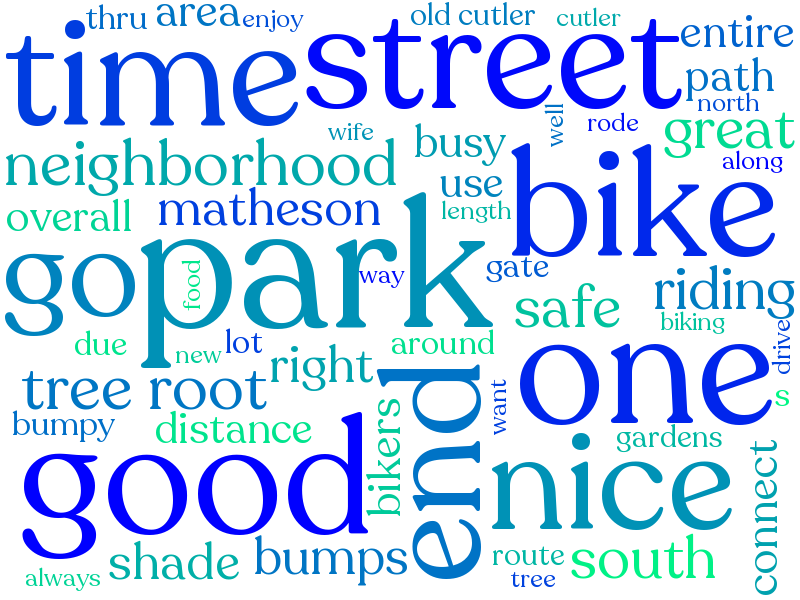 thru area enjoy old cutler cutler
time street entire
path
north
wife busy well rode great
neighborhood along
use bike
overall matheson length
go park way gate riding
food safe biking
due new lot around drive
right one s
tree root end want
bumpy distance bikers gardens
good nice connect
shade bumps route south
always tree